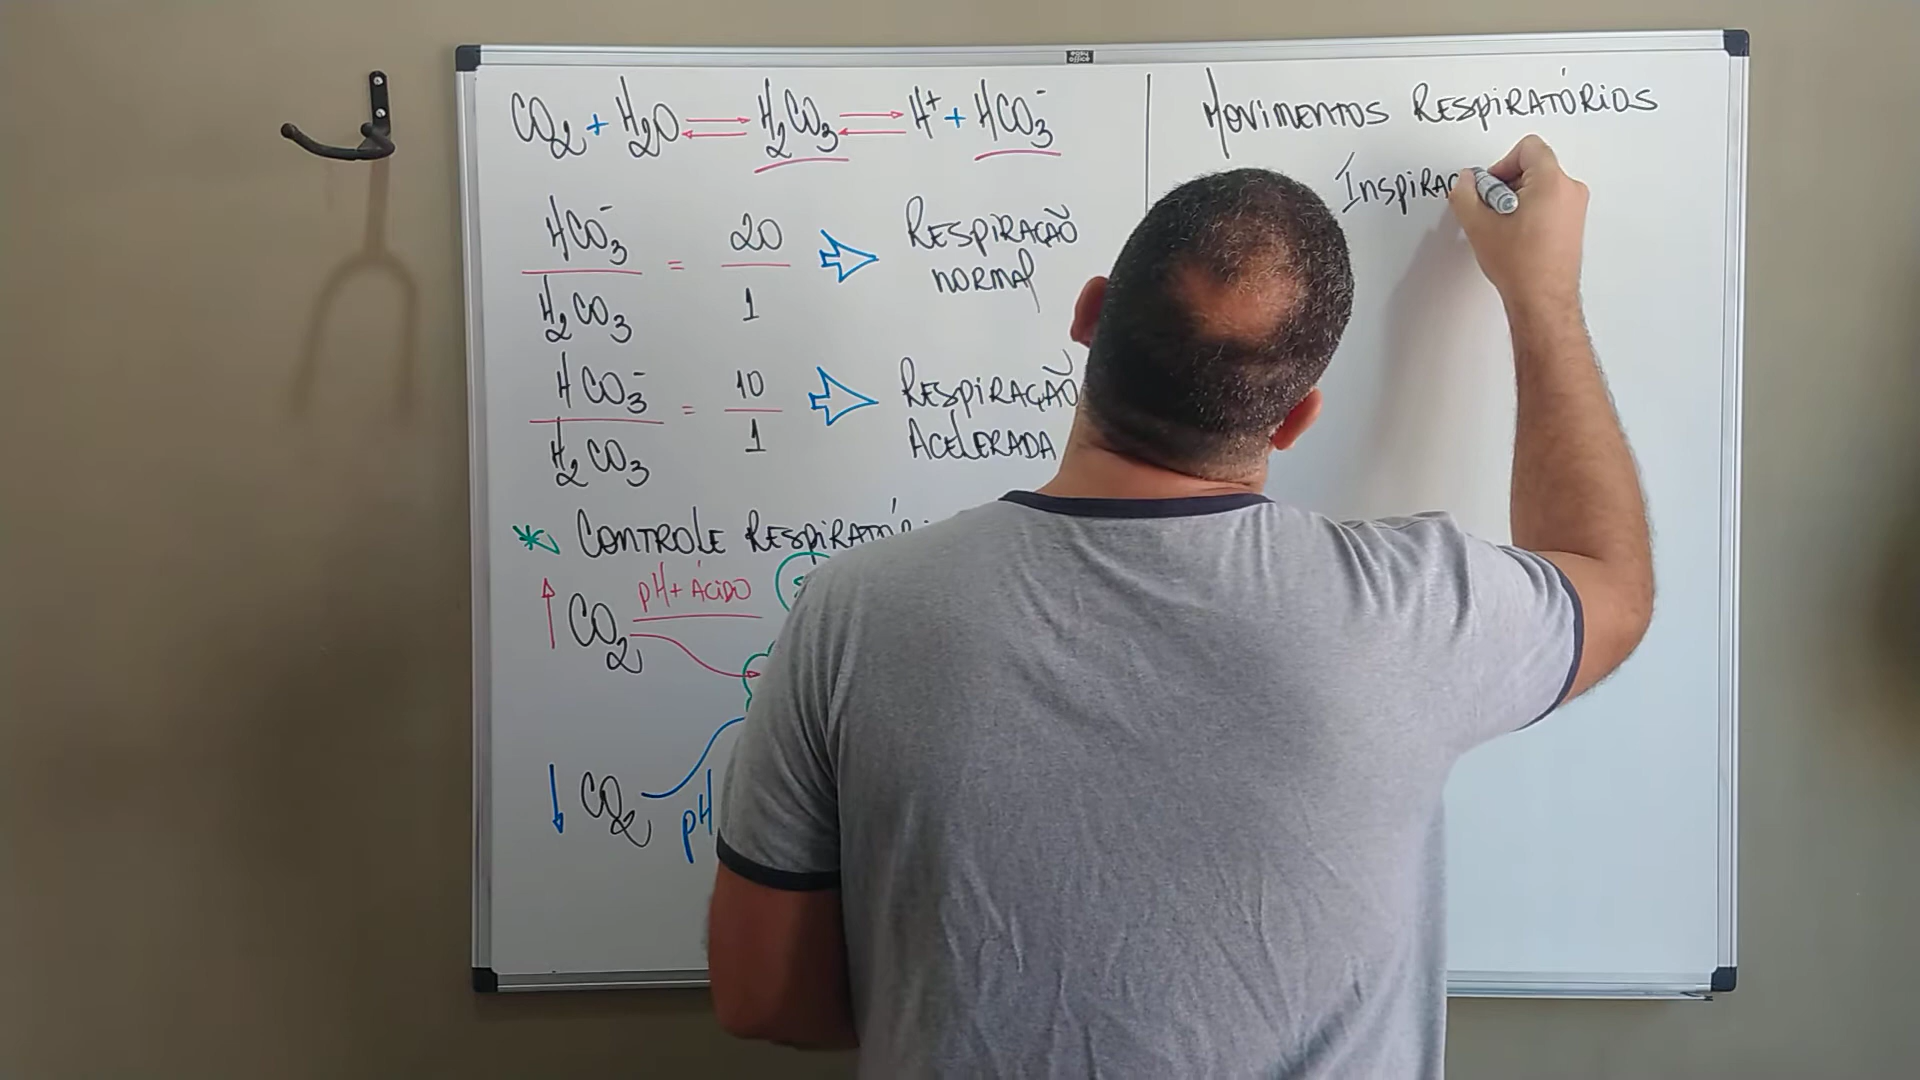 CO2 + H2O ⇌ H2CO3 ⇌ H+ + HCO3-
HCO3-
H2CO3
=
20
1
RESPIRAÇÃO
NORMAL
HCO3-
H2CO3
=
10
1
RESPIRAÇÃO
ACELERADA
* CONTROLE
↑ CO2 pH + ÁCIDO
↓ CO2 pH
MOVIMENTOS RESPIRATÓRIOS